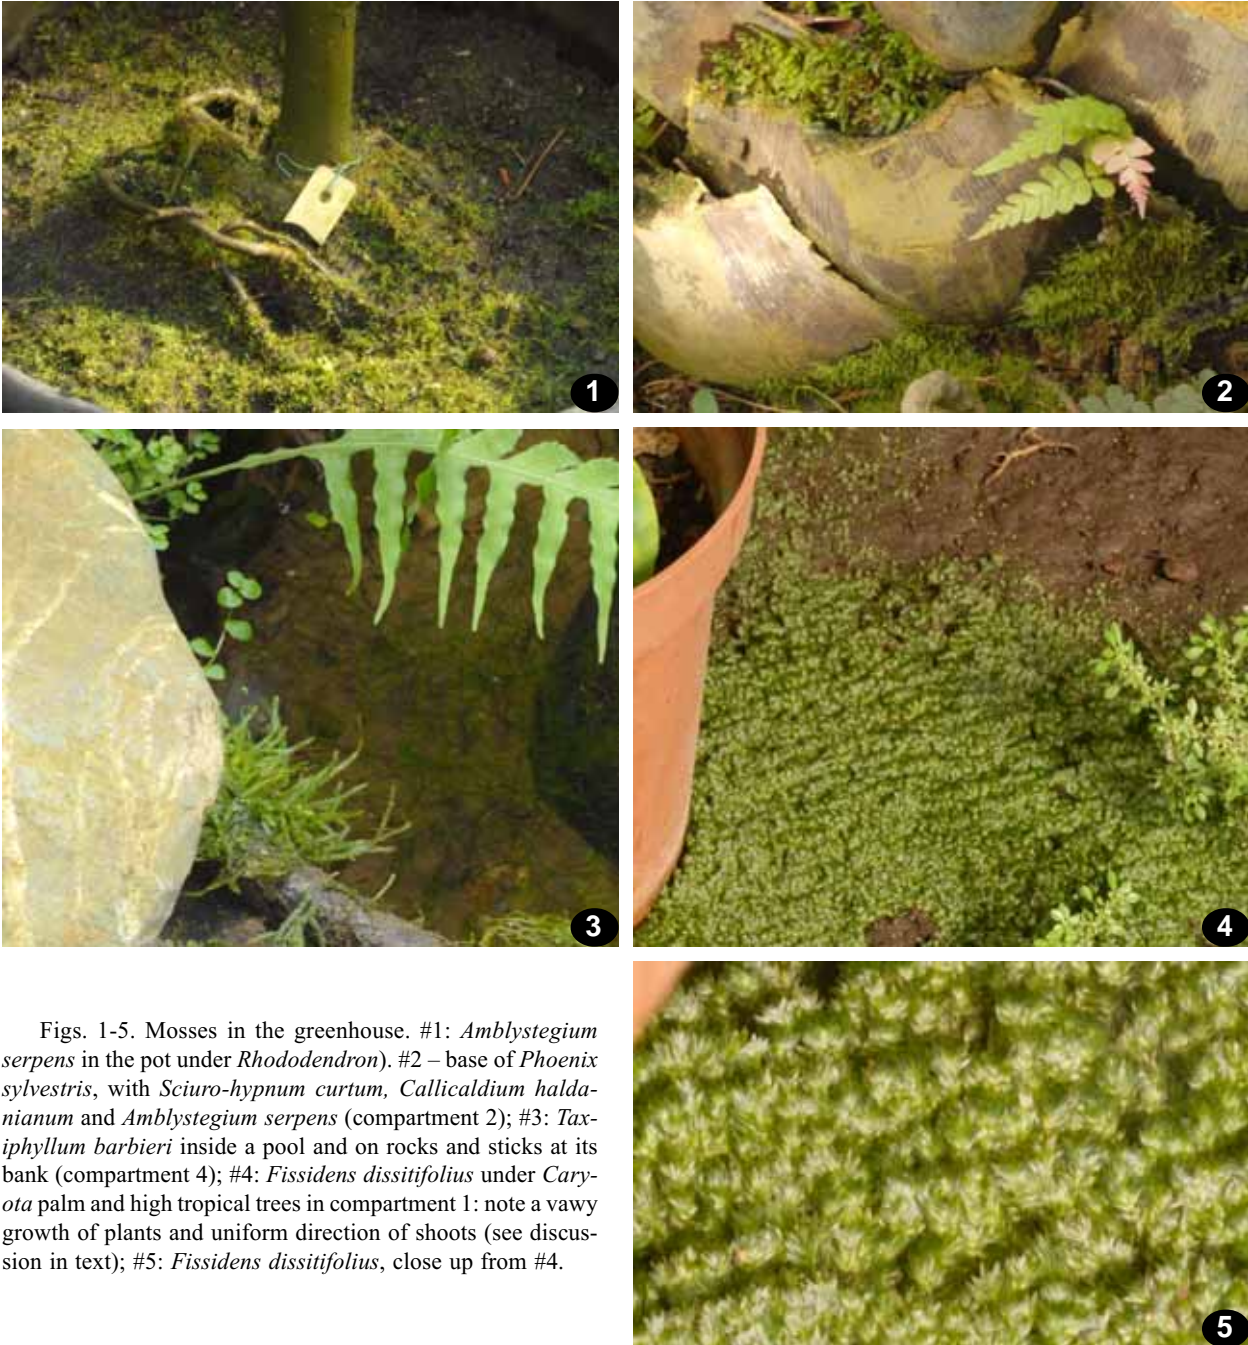 1
2
3
4
Figs. 1-5. Mosses in the greenhouse. #1: Amblystegium
serpens in the pot under Rhododendron). #2 – base of Phoenix
sylvestris, with Sciuro-hypnum curtum, Callicaldium halda-
nianum and Amblystegium serpens (compartment 2); #3: Tax-
iphyllum barbieri inside a pool and on rocks and sticks at its
bank (compartment 4); #4: Fissidens dissitifolius under Cary-
ota palm and high tropical trees in compartment 1: note a vawy
growth of plants and uniform direction of shoots (see discus-
sion in text); #5: Fissidens dissitifolius, close up from #4.
5